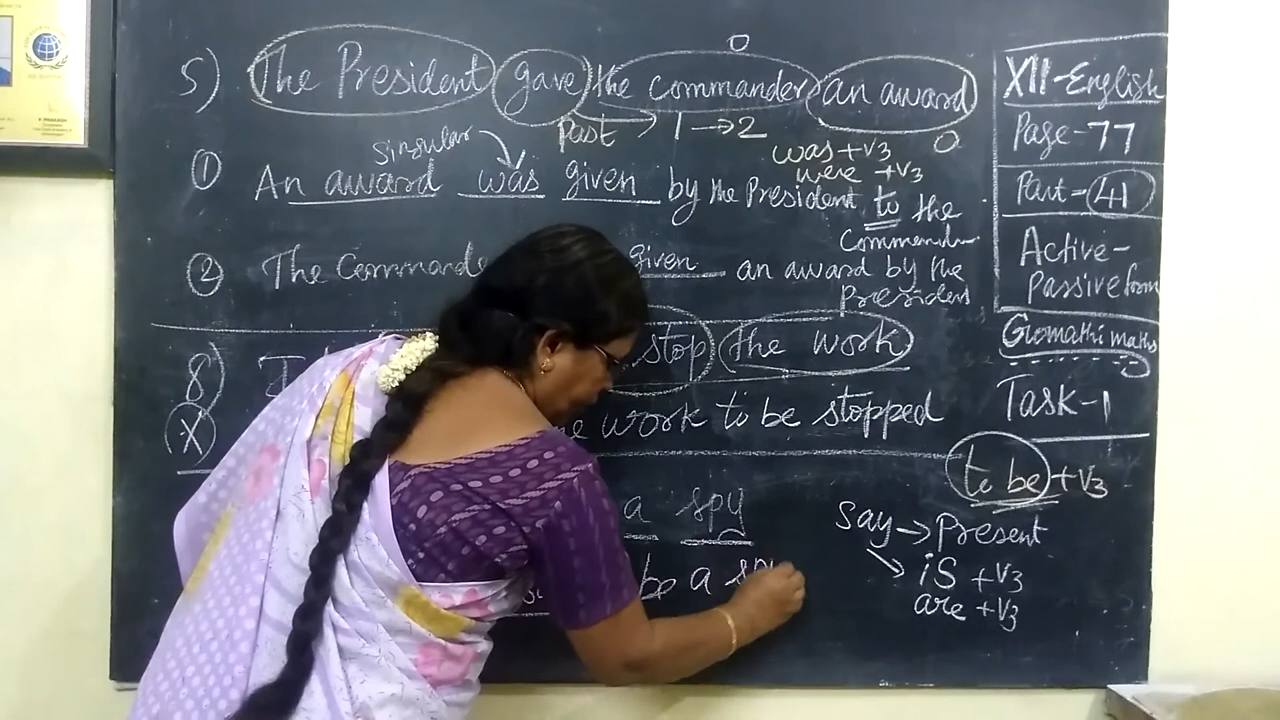 5) The President gave the commander an award
O
Past → 1 → 2
O
singular
was + v3
were + v3
① An award was given by the President to the
Command
② The Commande given an award by the
President
8) I stop the work
X work to be stopped
a spy
be a spy
XII-English
Page-77
Part-41
Active-
Passive form
Gomathi maths
Task-1
to be + v3
Say → Present
→ is + v3
are + v3